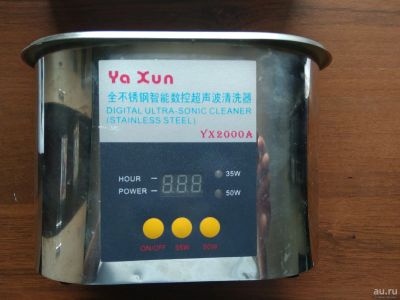 Ya Xun
全不锈钢智能数控超声波清洗器
DIGITAL ULTRA-SONIC CLEANER
(STAINLESS STEEL)
YX2000A
HOUR
35W
POWER
50W
ON/OFF 35W 50W
au.ru